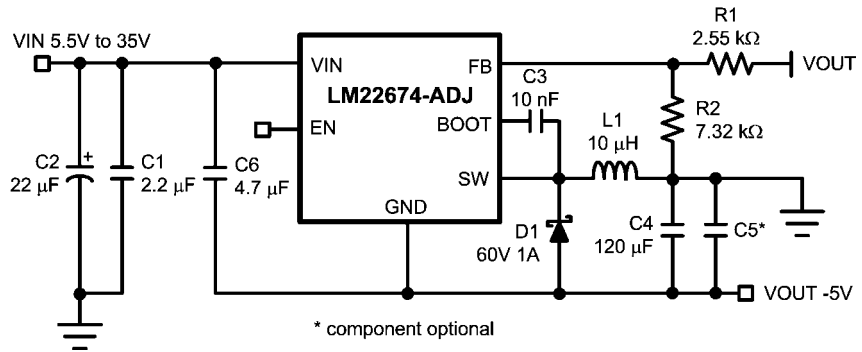 VIN 5.5V to 35V
C2
22 μF
+
C1
2.2 μF
C6
4.7 μF
VIN
FB
LM22674-ADJ
EN
BOOT
SW
GND
C3
10 nF
L1
10 μH
D1
60V 1A
R1
2.55 kΩ
VOUT
R2
7.32 kΩ
C4
120 μF
C5*
VOUT -5V
* component optional